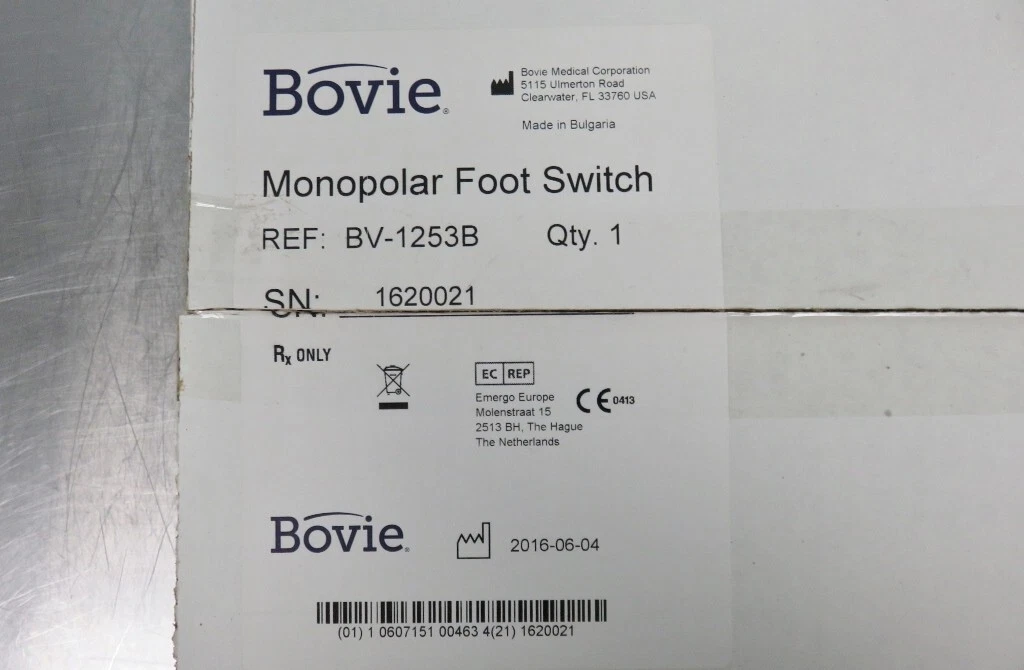 Bovie®
Bovie Medical Corporation
5115 Ulmerton Road
Clearwater, FL 33760 USA
Made in Bulgaria
Monopolar Foot Switch
REF: BV-1253B Qty. 1
SN: 1620021
Rx ONLY
EC REP
Emergo Europe
Molenstraat 15
2513 BH, The Hague
The Netherlands
CE 0413
Bovie®
2016-06-04
(01) 1 0607151 00463 4(21) 1620021